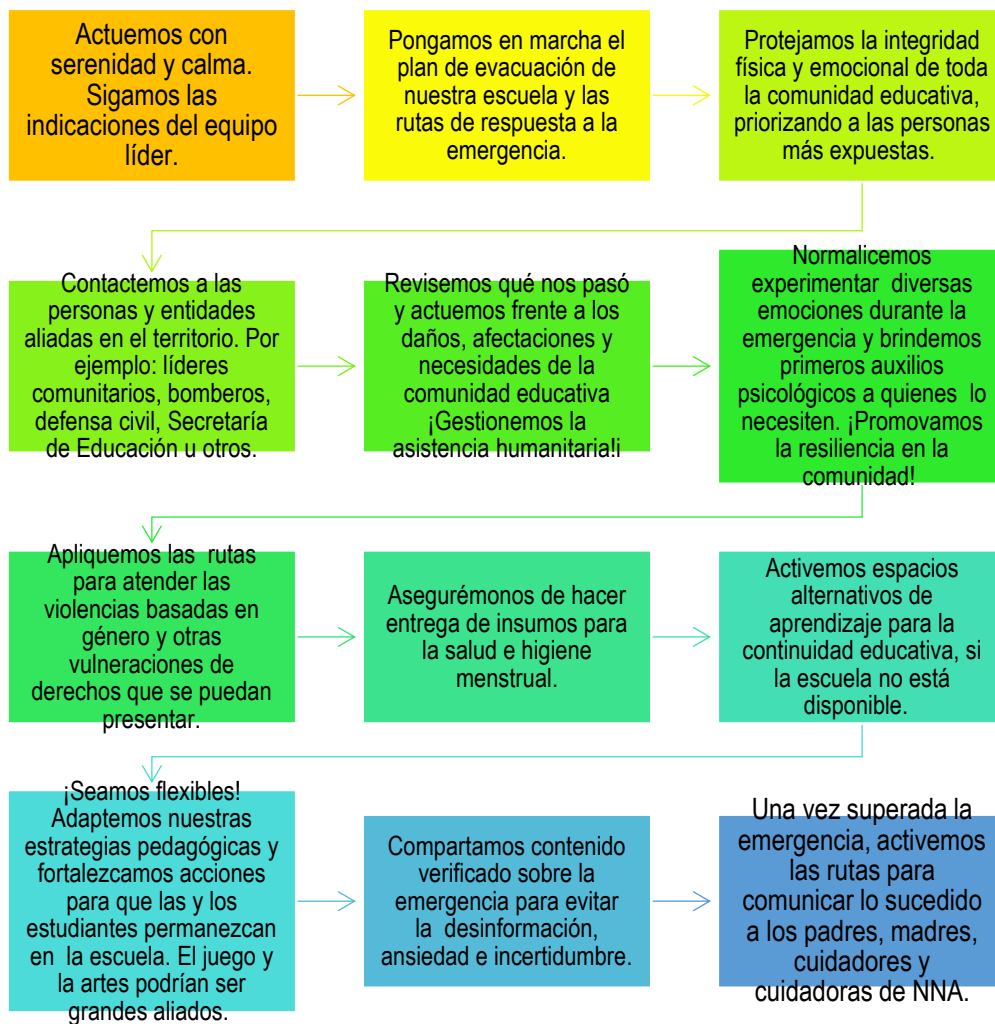 Actuemos con
serenidad y calma.
Sigamos las
indicaciones del equipo
líder.
Pongamos en marcha el
plan de evacuación de
nuestra escuela y las
rutas de respuesta a la
emergencia.
Protejamos la integridad
física y emocional de toda
la comunidad educativa,
priorizando a las personas
más expuestas.
Contactemos a las
personas y entidades
aliadas en el territorio. Por
ejemplo: líderes
comunitarios, bomberos,
defensa civil, Secretaría
de Educación u otros.
Revisemos qué nos pasó
y actuemos frente a los
daños, afectaciones y
necesidades de la
comunidad educativa
¡Gestionemos la
asistencia humanitaria!¡
Normalicemos
experimentar diversas
emociones durante la
emergencia y brindemos
primeros auxilios
psicológicos a quienes lo
necesiten. ¡Promovamos
la resiliencia en la
comunidad!
Apliquemos las rutas
para atender las
violencias basadas en
género y otras
vulneraciones de
derechos que se puedan
presentar.
Asegurémonos de hacer
entrega de insumos para
la salud e higiene
menstrual.
Activemos espacios
alternativos de
aprendizaje para la
continuidad educativa, si
la escuela no está
disponible.
¡Seamos flexibles!
Adaptemos nuestras
estrategias pedagógicas y
fortalezcamos acciones
para que las y los
estudiantes permanezcan
en la escuela. El juego y
la artes podrían ser
grandes aliados.
Compartamos contenido
verificado sobre la
emergencia para evitar
la desinformación,
ansiedad e incertidumbre.
Una vez superada la
emergencia, activemos
las rutas para
comunicar lo sucedido
a los padres, madres,
cuidadores y
cuidadoras de NNA.